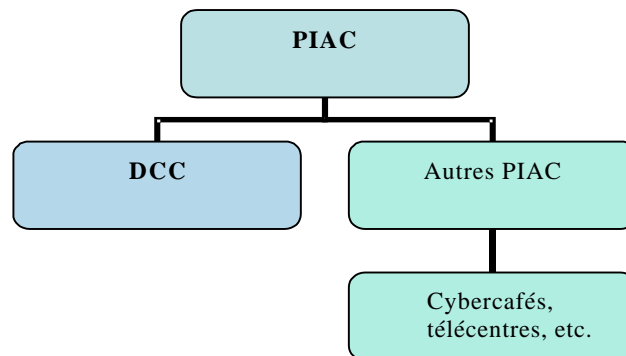 PIAC
DCC
Autres PIAC
Cybercafés,
télécentres, etc.